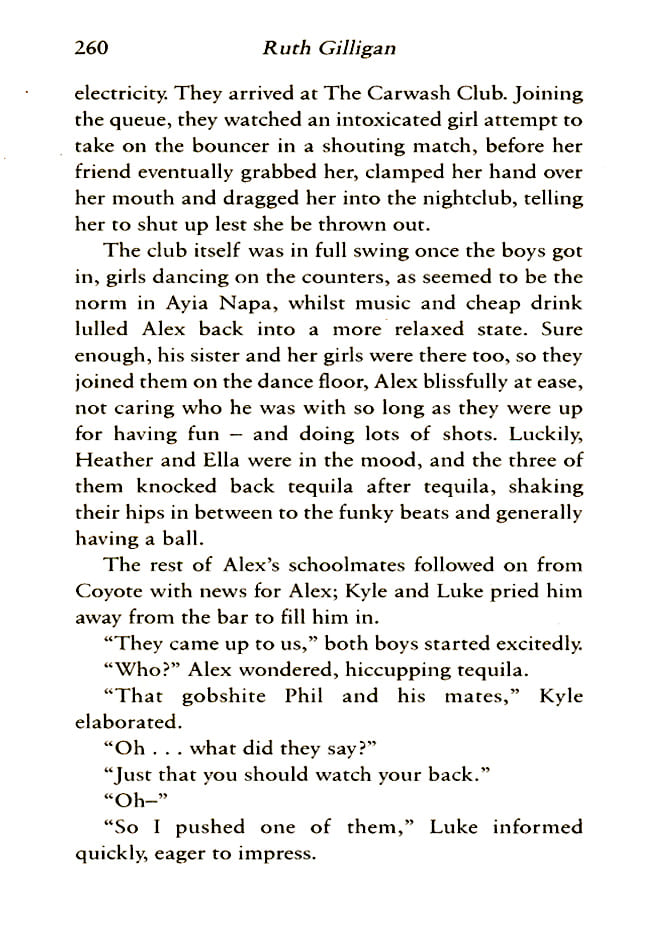 260 Ruth Gilligan
electricity. They arrived at The Carwash Club. Joining
the queue, they watched an intoxicated girl attempt to
take on the bouncer in a shouting match, before her
friend eventually grabbed her, clamped her hand over
her mouth and dragged her into the nightclub, telling
her to shut up lest she be thrown out.
The club itself was in full swing once the boys got
in, girls dancing on the counters, as seemed to be the
norm in Ayia Napa, whilst music and cheap drink
lulled Alex back into a more relaxed state. Sure
enough, his sister and her girls were there too, so they
joined them on the dance floor, Alex blissfully at ease,
not caring who he was with so long as they were up
for having fun – and doing lots of shots. Luckily,
Heather and Ella were in the mood, and the three of
them knocked back tequila after tequila, shaking
their hips in between to the funky beats and generally
having a ball.
The rest of Alex’s schoolmates followed on from
Coyote with news for Alex; Kyle and Luke pried him
away from the bar to fill him in.
“They came up to us,” both boys started excitedly.
“Who?” Alex wondered, hiccupping tequila.
“That gobshite Phil and his mates,” Kyle
elaborated.
“Oh . . . what did they say?”
“Just that you should watch your back.”
“Oh–”
“So I pushed one of them,” Luke informed
quickly, eager to impress.